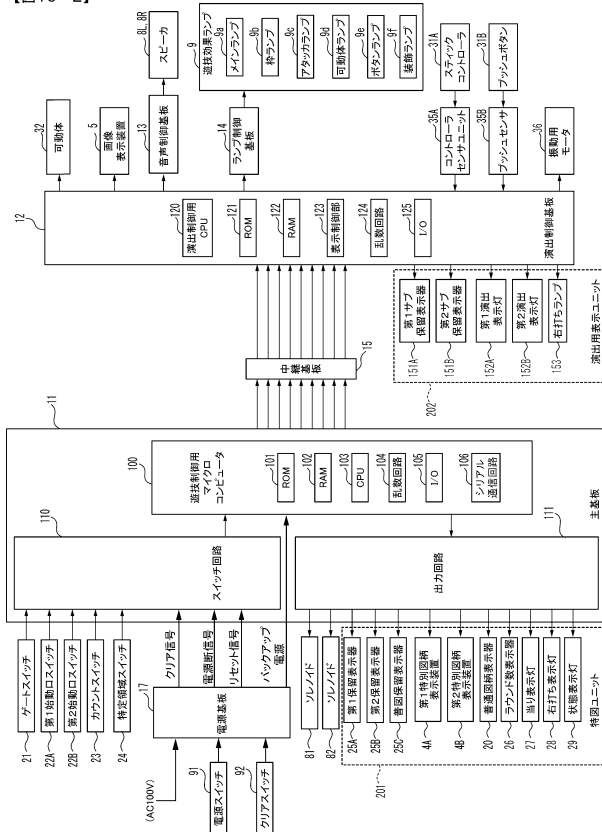 【図10-2】
32
可動体
5
画像
表示装置
8L、8R
スピーカ
13
音声制御基板
9
遊技効果ランプ
9a
メインランプ
9b
枠ランプ
9c
アタッカランプ
9d
可動体ランプ
9e
ボタンランプ
9f
装飾ランプ
14
ランプ制御
基板
31A
スティック
コントローラ
35A
コントローラ
センサユニット
31B
プッシュボタン
35B
プッシュセンサ
36
振動用
モータ
12
120
演出制御用
CPU
121
ROM
122
RAM
123
表示制御部
124
乱数回路
125
I/O
演出制御基板
151A
第1サブ
保留表示器
151B
第2サブ
保留表示器
152A
第1演出
表示灯
152B
第2演出
表示灯
153
右打ちランプ
202
演出用表示ユニット
中継基板
15
11
100
遊技制御用
マイクロ
コンピュータ
101
ROM
102
RAM
103
CPU
104
乱数回路
105
I/O
106
シリアル
通信回路
主基板
110
スイッチ回路
111
出力回路
21
ゲートスイッチ
22A
第1始動口スイッチ
22B
第2始動口スイッチ
23
カウントスイッチ
24
特定領域スイッチ
クリア信号
電源断信号
リセット信号
バックアップ
電源
17
電源基板
(AC100V)
91
電源スイッチ
92
クリアスイッチ
81
ソレノイド
82
ソレノイド
25A
第1保留表示器
25B
第2保留表示器
25C
普図保留表示器
4A
第1特別図柄
表示装置
4B
第2特別図柄
表示装置
20
普通図柄表示器
26
ラウンド数表示器
27
当り表示灯
28
右打ち表示灯
29
状態表示灯
201
特図ユニット